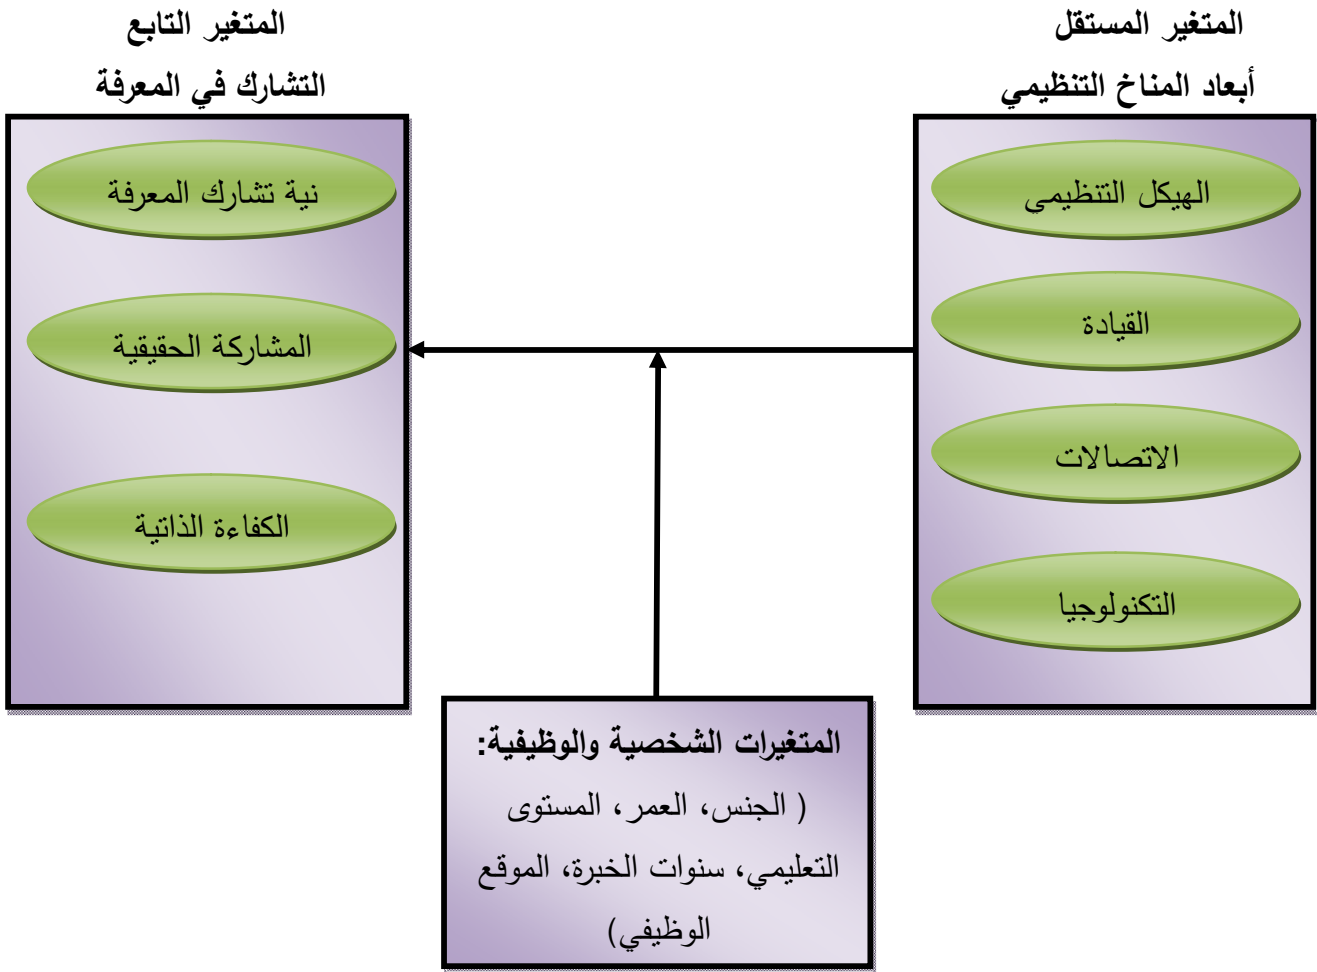 المتغير المستقل
أبعاد المناخ التنظيمي
الهيكل التنظيمي
القيادة
الاتصالات
التكنولوجيا
المتغير التابع
التشارك في المعرفة
نية تشارك المعرفة
المشاركة الحقيقية
الكفاءة الذاتية
المتغيرات الشخصية والوظيفية:
( الجنس، العمر، المستوى
التعليمي، سنوات الخبرة، الموقع
الوظيفي)